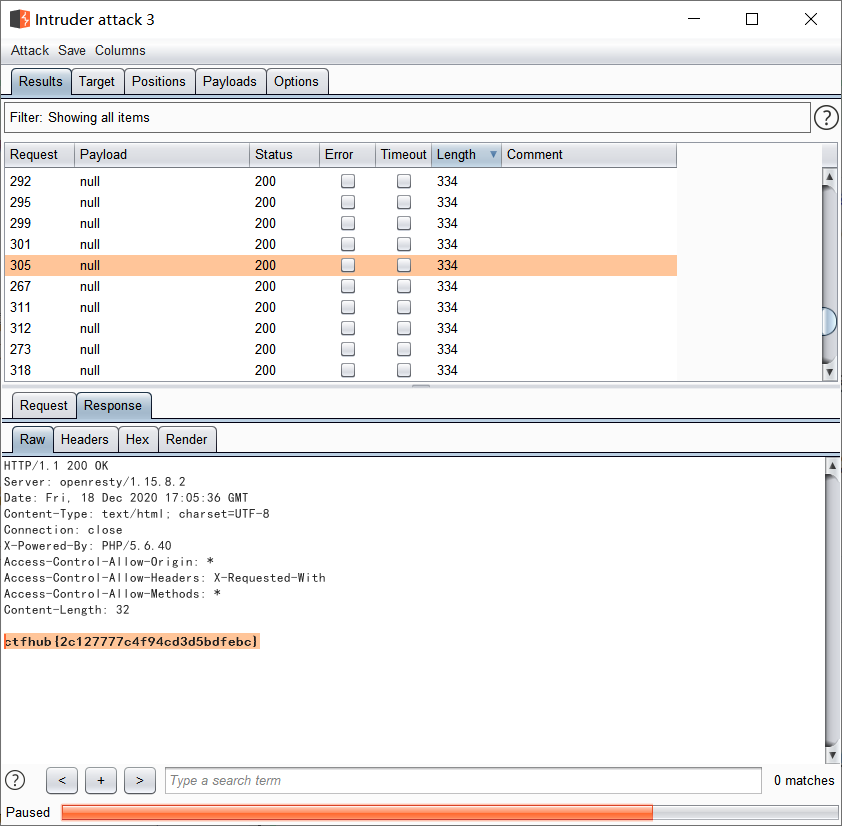 Intruder attack 3
Attack Save Columns
Results Target Positions Payloads Options
Filter: Showing all items ?
Request Payload Status Error Timeout Length Comment
292 null 200 334
295 null 200 334
299 null 200 334
301 null 200 334
305 null 200 334
267 null 200 334
311 null 200 334
312 null 200 334
273 null 200 334
318 null 200 334
Request Response
Raw Headers Hex Render
HTTP/1.1 200 OK
Server: openresty/1.15.8.2
Date: Fri, 18 Dec 2020 17:05:36 GMT
Content-Type: text/html; charset=UTF-8
Connection: close
X-Powered-By: PHP/5.6.40
Access-Control-Allow-Origin: *
Access-Control-Allow-Headers: X-Requested-With
Access-Control-Allow-Methods: *
Content-Length: 32
ctfhub{2c127777c4f94cd3d5bdfebc}
? < + > Type a search term 0 matches
Paused